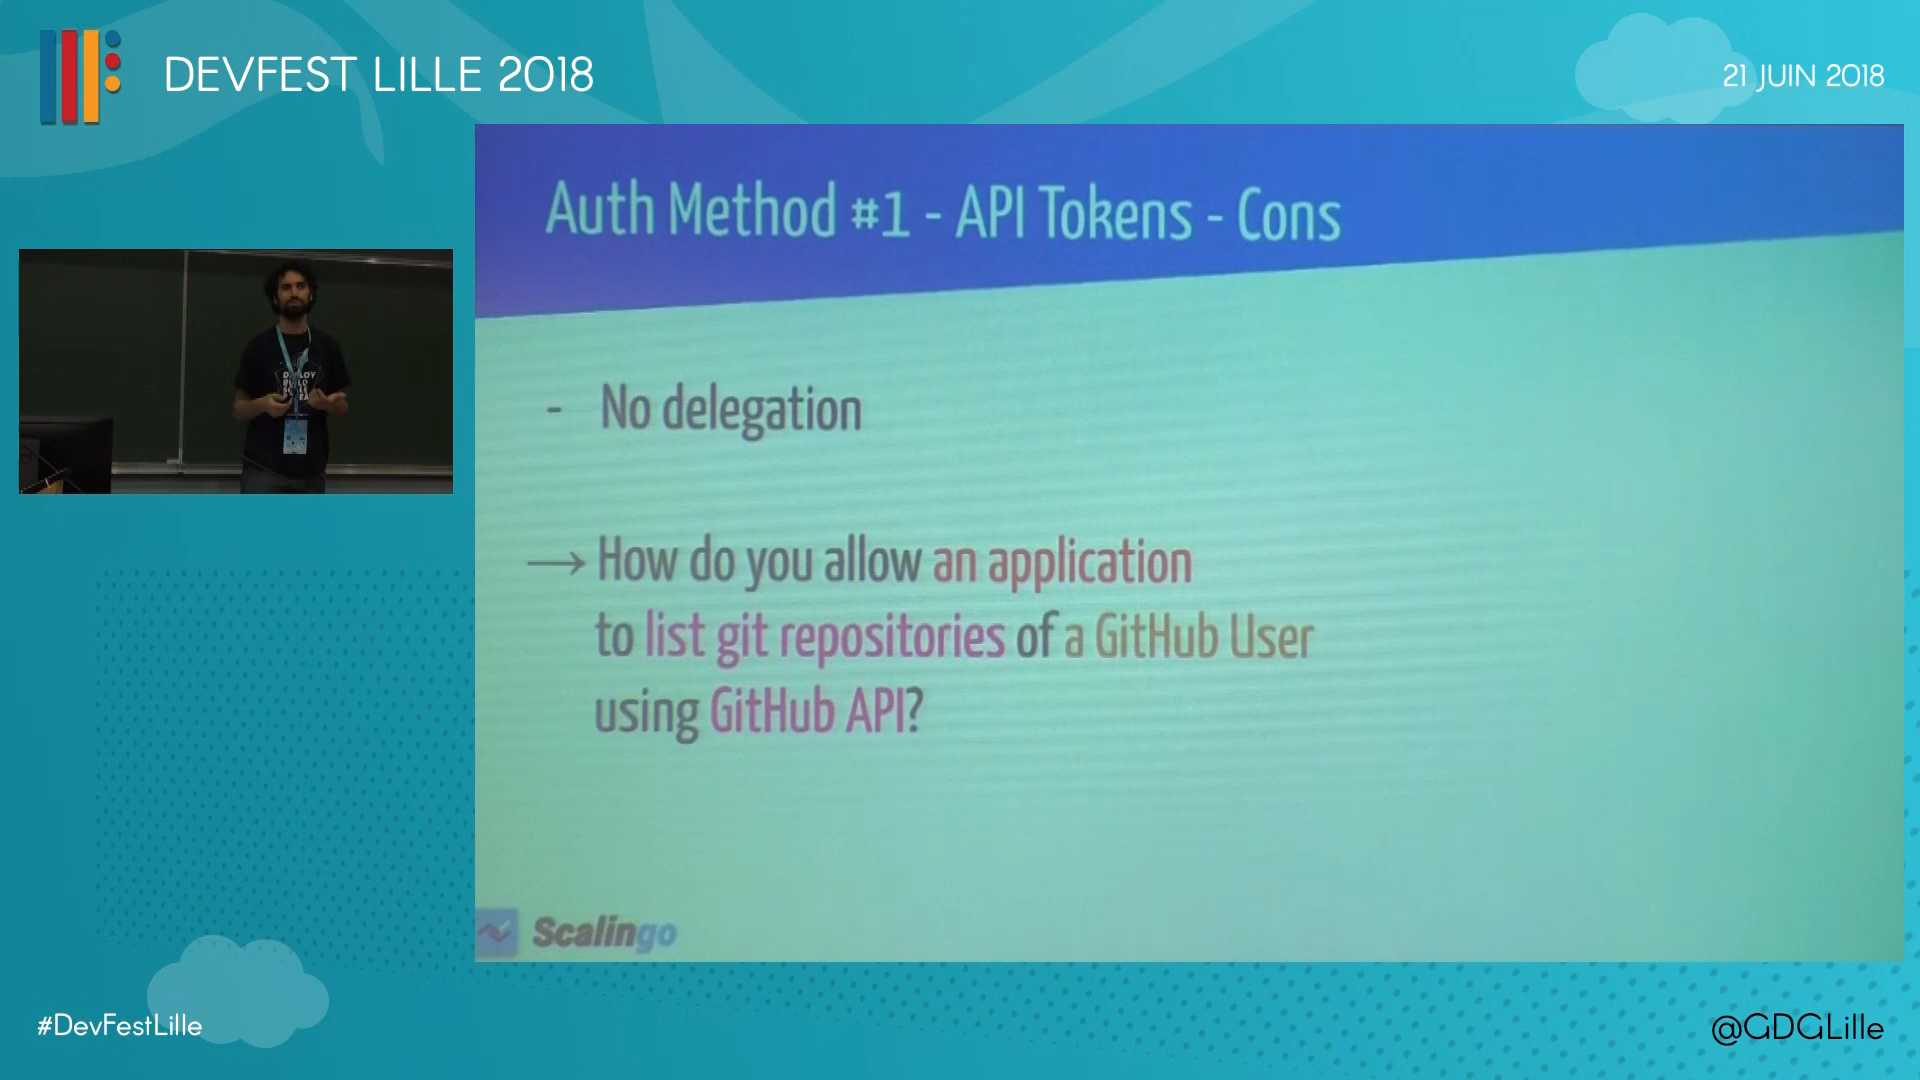 DEVFEST LILLE 2018
21 JUIN 2018
Auth Method #1 - API Tokens - Cons
- No delegation
→ How do you allow an application
to list git repositories of a GitHub User
using GitHub API?
Scalingo
#DevFestLille
@GDGLille